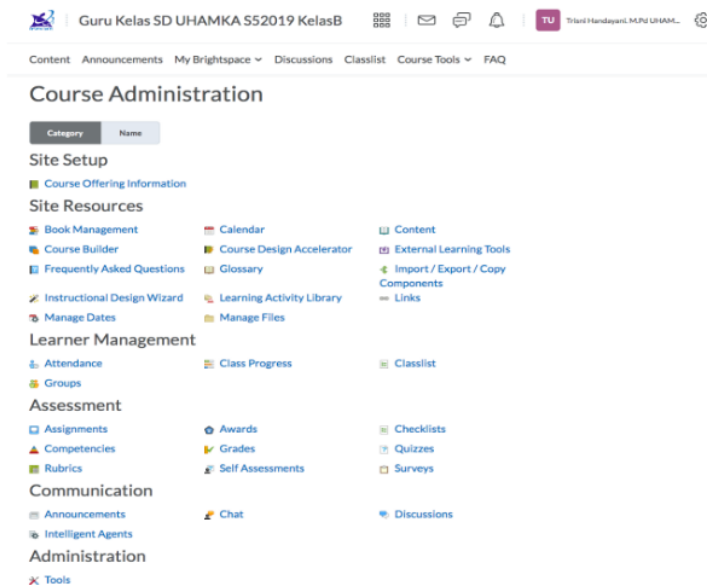 Guru Kelas SD UHAMKA S52019 KelasB
TU
Triani Handayani. M.Pd UHAM...
Content Announcements My Brightspace Discussions Classlist Course Tools FAQ
Course Administration
Category Name
Site Setup
Course Offering Information
Site Resources
Book Management Calendar Content
Course Builder Course Design Accelerator External Learning Tools
Frequently Asked Questions Glossary Import / Export / Copy
Components
Instructional Design Wizard Learning Activity Library Links
Manage Dates Manage Files
Learner Management
Attendance Class Progress Classlist
Groups
Assessment
Assignments Awards Checklists
Competencies Grades Quizzes
Rubrics Self Assessments Surveys
Communication
Announcements Chat Discussions
Intelligent Agents
Administration
Tools